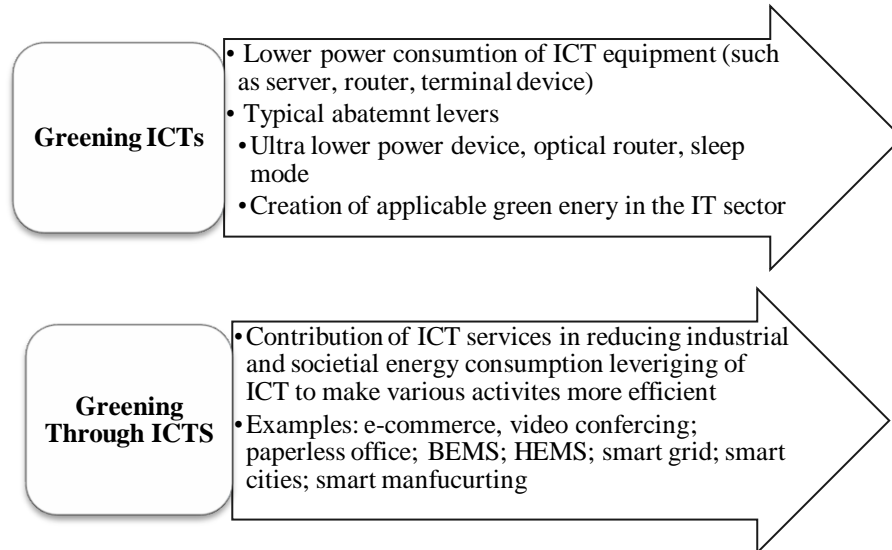 Greening ICTs
• Lower power consumtion of ICT equipment (such
as server, router, terminal device)
• Typical abatemnt levers
•Ultra lower power device, optical router, sleep
mode
•Creation of applicable green enery in the IT sector
Greening
Through ICTS
•Contribution of ICT services in reducing industrial
and societial energy consumption leveriging of
ICT to make various activites more efficient
•Examples: e-commerce, video confercing;
paperless office; BEMS; HEMS; smart grid; smart
cities; smart manfucurting